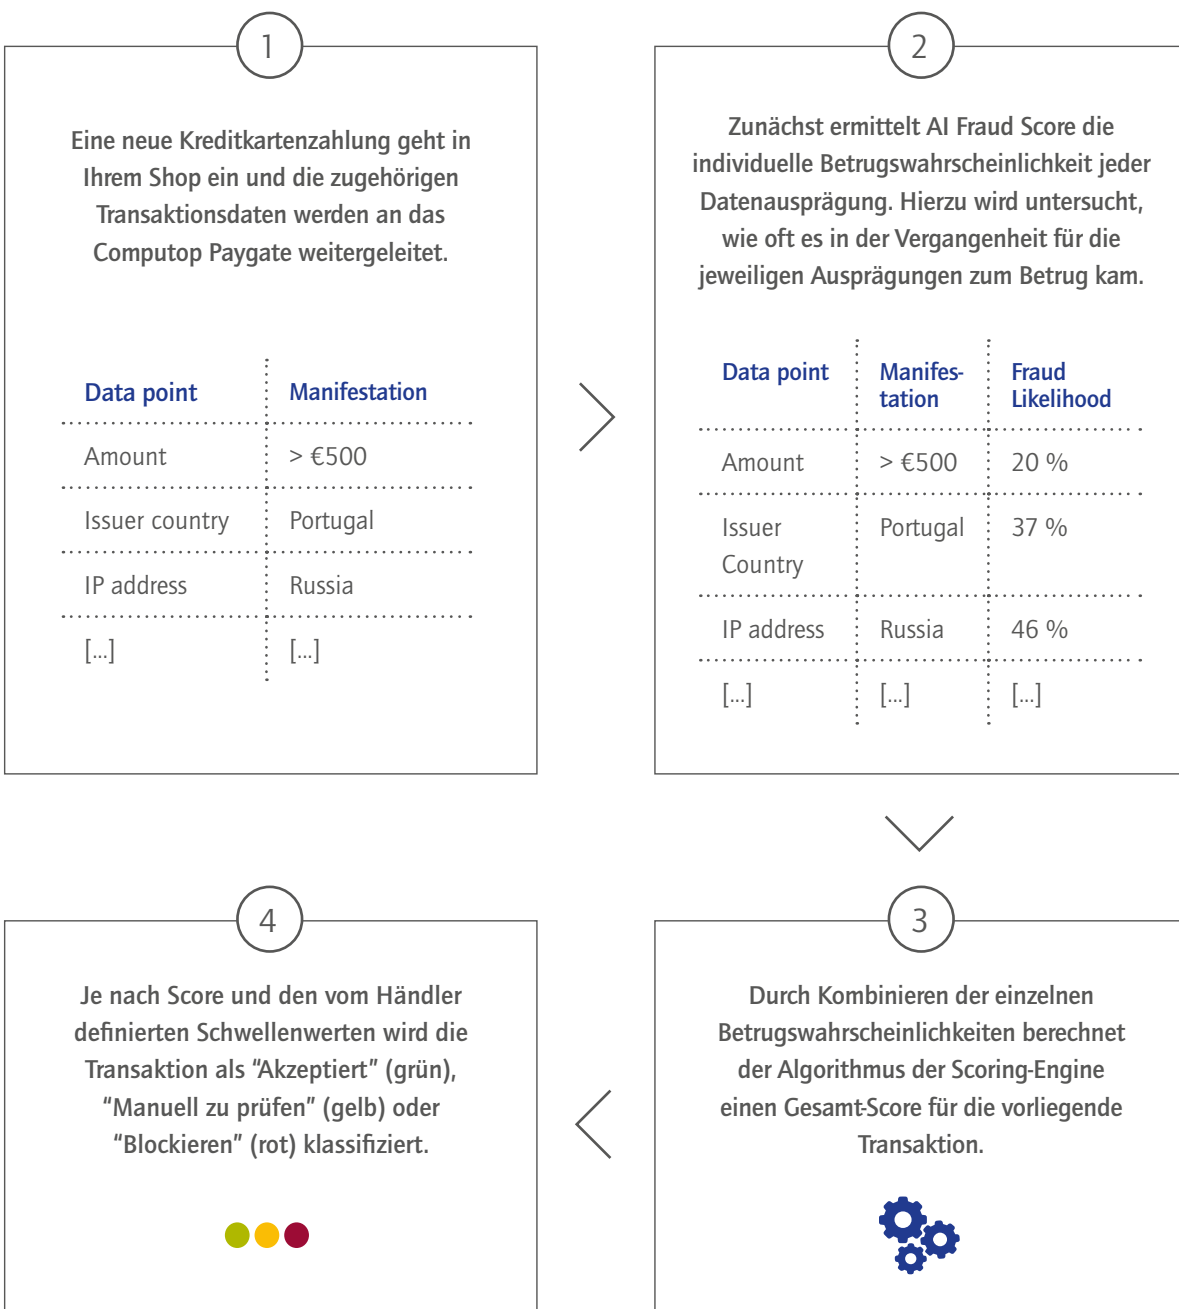 1
Eine neue Kreditkartenzahlung geht in
Ihrem Shop ein und die zugehörigen
Transaktionsdaten werden an das
Computop Paygate weitergeleitet.
Data point Manifestation
Amount > €500
Issuer country Portugal
IP address Russia
[...] [...]
2
Zunächst ermittelt AI Fraud Score die
individuelle Betrugswahrscheinlichkeit jeder
Datenausprägung. Hierzu wird untersucht,
wie oft es in der Vergangenheit für die
jeweiligen Ausprägungen zum Betrug kam.
Data point Manifes- Fraud
tation Likelihood
Amount > €500 20 %
Issuer Portugal 37 %
Country
IP address Russia 46 %
[...] [...] [...]
3
Durch Kombinieren der einzelnen
Betrugswahrscheinlichkeiten berechnet
der Algorithmus der Scoring-Engine
einen Gesamt-Score für die vorliegende
Transaktion.
4
Je nach Score und den vom Händler
definierten Schwellenwerten wird die
Transaktion als “Akzeptiert” (grün),
“Manuell zu prüfen” (gelb) oder
“Blockieren” (rot) klassifiziert.